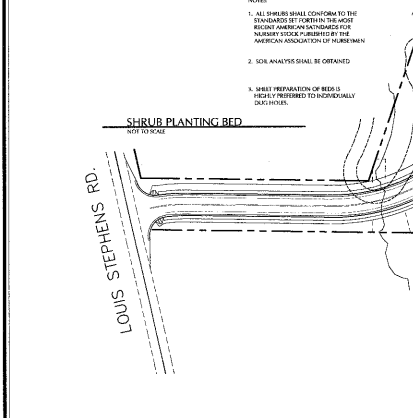 NOTES
1. ALL SHRUBS SHALL CONFORM TO THE
STANDARDS SET FORTH IN THE MOST
RECENT AMERICAN SATNDARDS FOR
NURSERY STOCK PUBLISHED BY THE
AMERICAN ASSOCIATION OF NURSEYMEN
2. SOIL ANALYSIS SHALL BE OBTAINED
3. SHEET PREPARATION OF BEDS IS
HIGHLY PREFERRED TO INDIVIDUALLY
DUG HOLES.
SHRUB PLANTING BED
NOT TO SCALE
LOUIS STEPHENS RD.